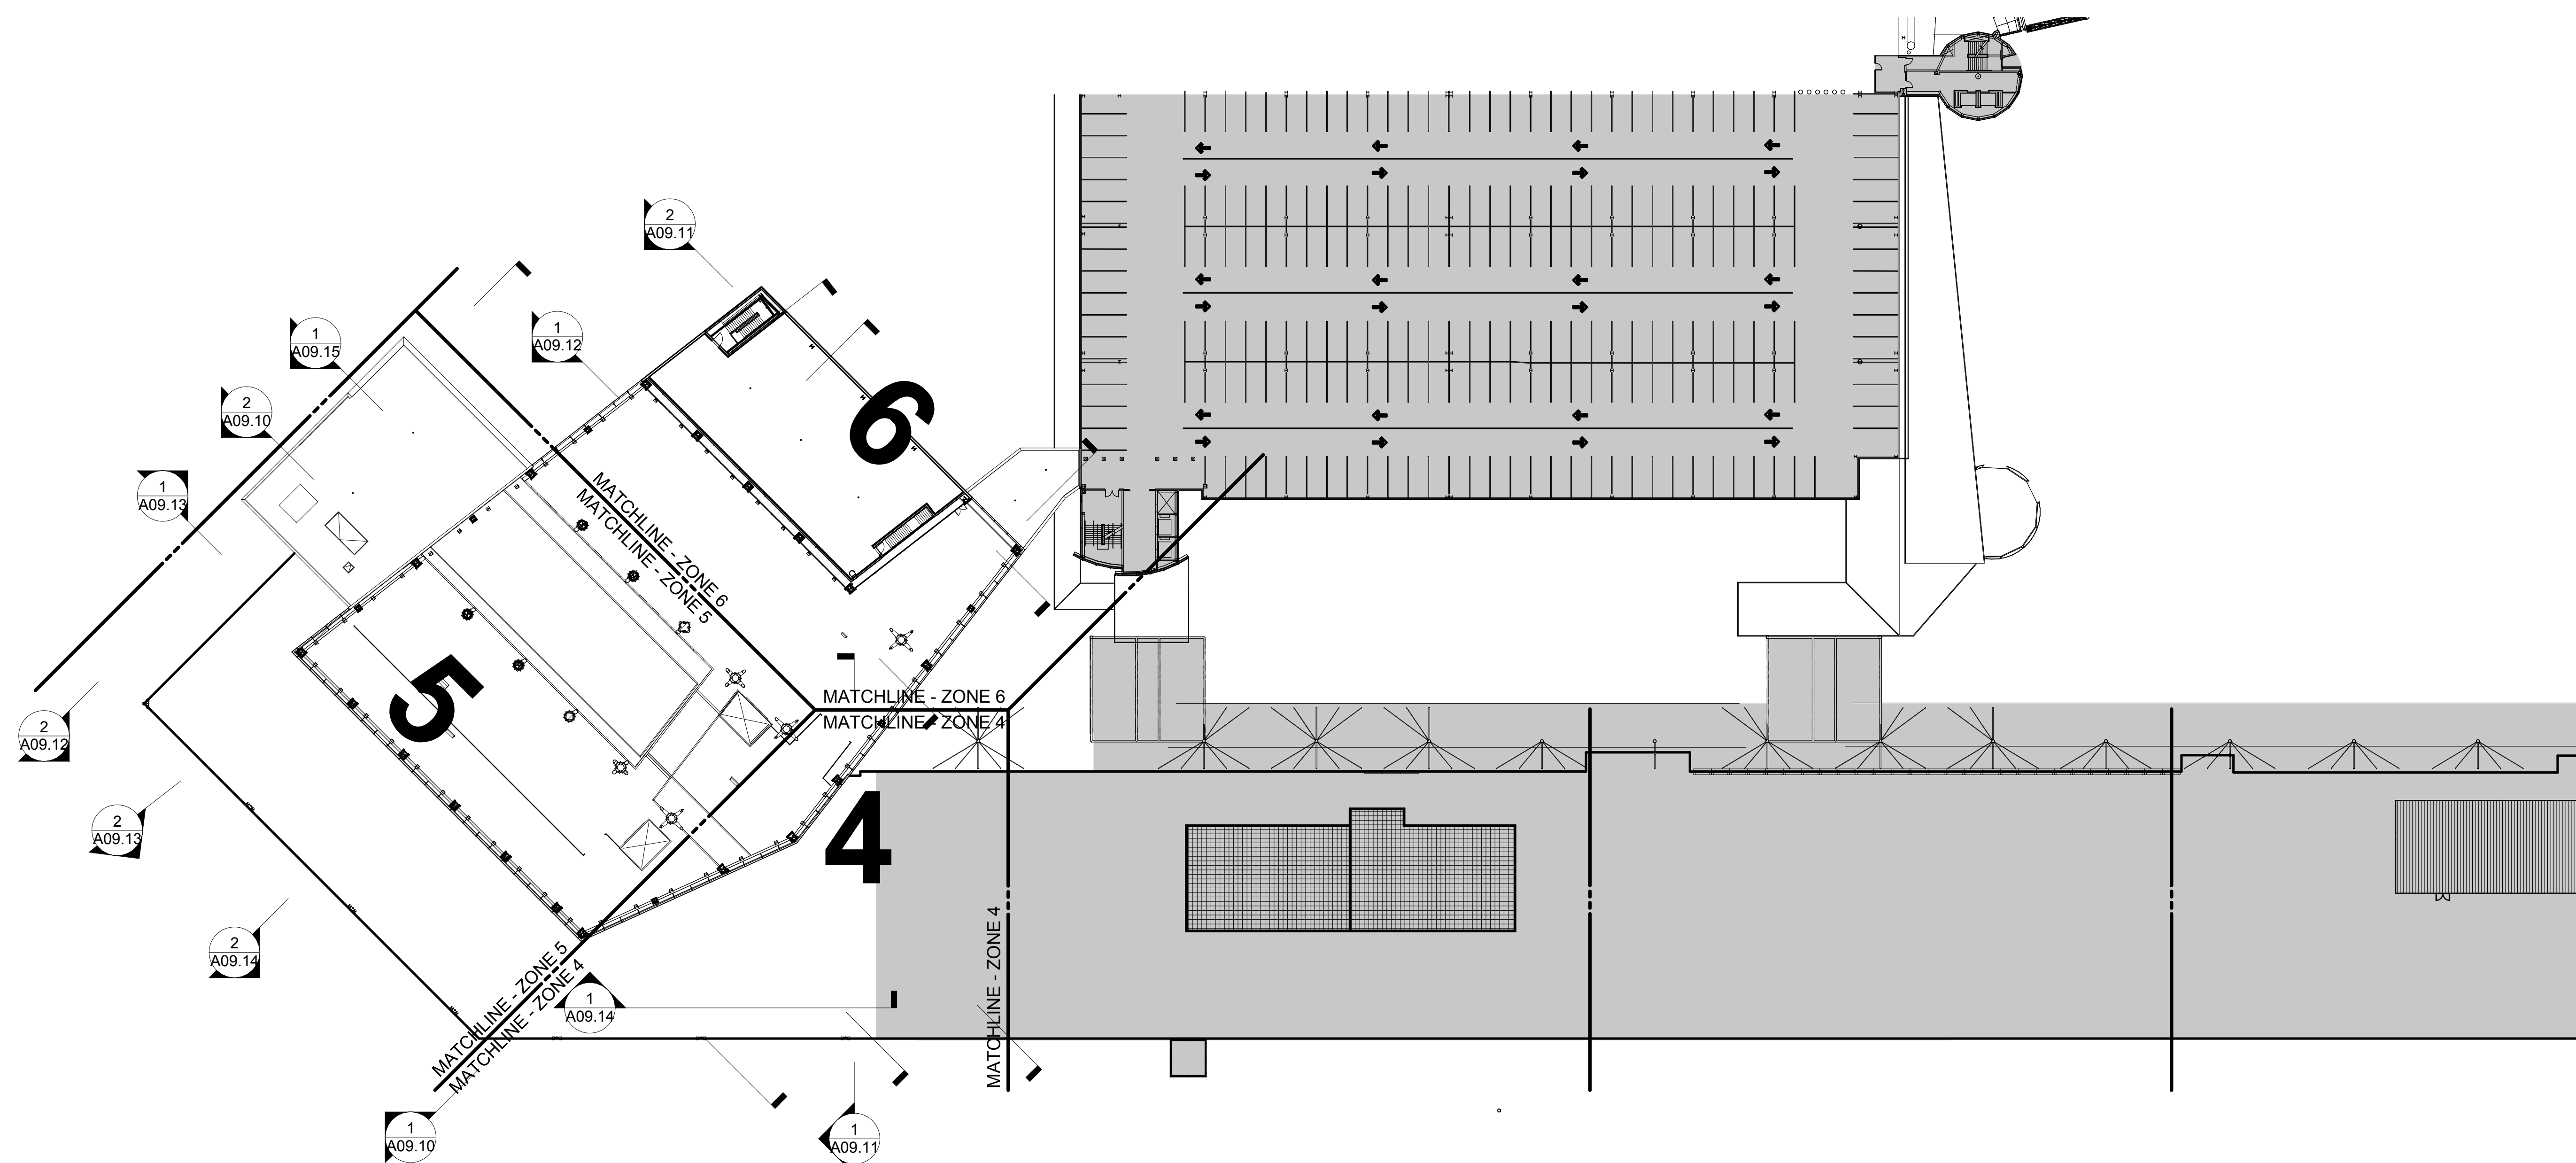 2
A09.11
1
A09.12
1
A09.15
2
A09.10
1
A09.13
6
MATCHLINE - ZONE 6
MATCHLINE - ZONE 5
5
MATCHLINE - ZONE 6
MATCHLINE - ZONE 4
2
A09.12
2
A09.13
4
2
A09.14
MATCHLINE - ZONE 5
MATCHLINE - ZONE 4
1
A09.14
MATCHLINE - ZONE 4
1
A09.10
1
A09.11